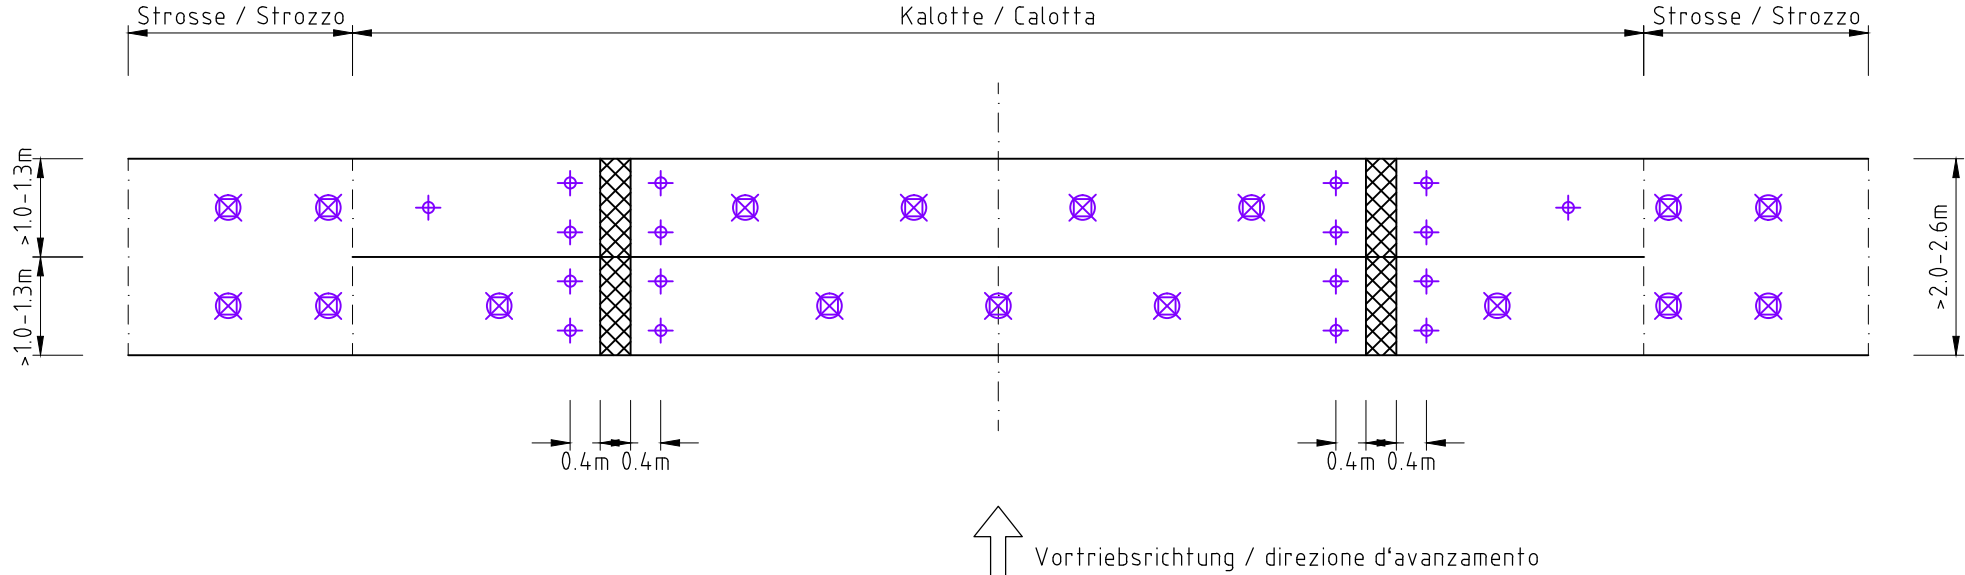 Strosse / Strozzo
Kalotte / Calotta
Strosse / Strozzo
>1.0-1.3m
>1.0-1.3m
>2.0-2.6m
0.4m 0.4m
0.4m 0.4m
Vortriebsrichtung / direzione d'avanzamento